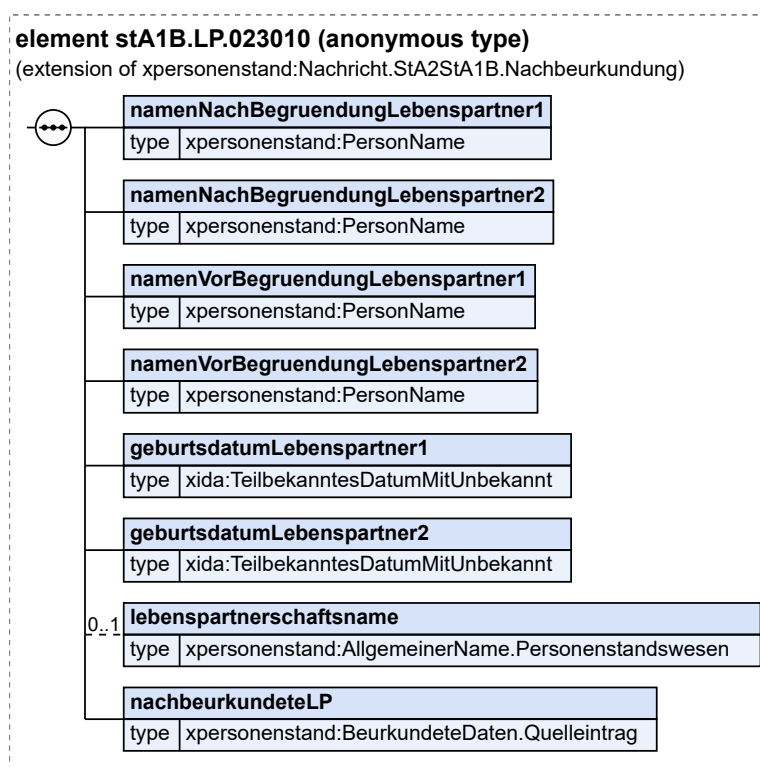 element stA1B.LP.023010 (anonymous type)
(extension of xpersonenstand:Nachricht.StA2StA1B.Nachbeurkundung)
namenNachBegruendungLebenspartner1
type xpersonenstand:PersonName
namenNachBegruendungLebenspartner2
type xpersonenstand:PersonName
namenVorBegruendungLebenspartner1
type xpersonenstand:PersonName
namenVorBegruendungLebenspartner2
type xpersonenstand:PersonName
geburtsdatumLebenspartner1
type xida:TeilbekanntesDatumMitUnbekannt
geburtsdatumLebenspartner2
type xida:TeilbekanntesDatumMitUnbekannt
0..1 lebenspartnerschaftsname
type xpersonenstand:AllgemeinerName.Personenstandswesen
nachbeurkundeteLP
type xpersonenstand:BeurkundeteDaten.Quelleintrag